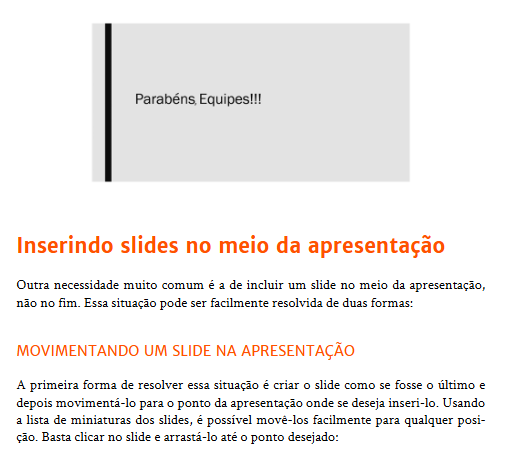 Parabéns, Equipes!!!
Inserindo slides no meio da apresentação
Outra necessidade muito comum é a de incluir um slide no meio da apresentação,
não no fim. Essa situação pode ser facilmente resolvida de duas formas:
MOVIMENTANDO UM SLIDE NA APRESENTAÇÃO
A primeira forma de resolver essa situação é criar o slide como se fosse o último e
depois movimentá-lo para o ponto da apresentação onde se deseja inseri-lo. Usando
a lista de miniaturas dos slides, é possível movê-los facilmente para qualquer posi-
ção. Basta clicar no slide e arrastá-lo até o ponto desejado: